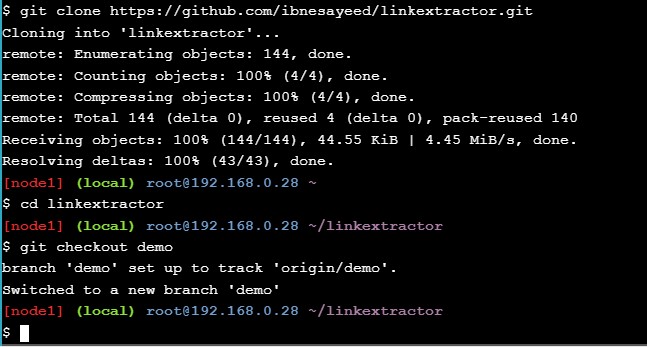 $ git clone https://github.com/ibnesayeed/linkextractor.git
Cloning into 'linkextractor'...
remote: Enumerating objects: 144, done.
remote: Counting objects: 100% (4/4), done.
remote: Compressing objects: 100% (4/4), done.
remote: Total 144 (delta 0), reused 4 (delta 0), pack-reused 140
Receiving objects: 100% (144/144), 44.55 KiB | 4.45 MiB/s, done.
Resolving deltas: 100% (43/43), done.
[node1] (local) root@192.168.0.28 ~
$ cd linkextractor
[node1] (local) root@192.168.0.28 ~/linkextractor
$ git checkout demo
branch 'demo' set up to track 'origin/demo'.
Switched to a new branch 'demo'
[node1] (local) root@192.168.0.28 ~/linkextractor
$